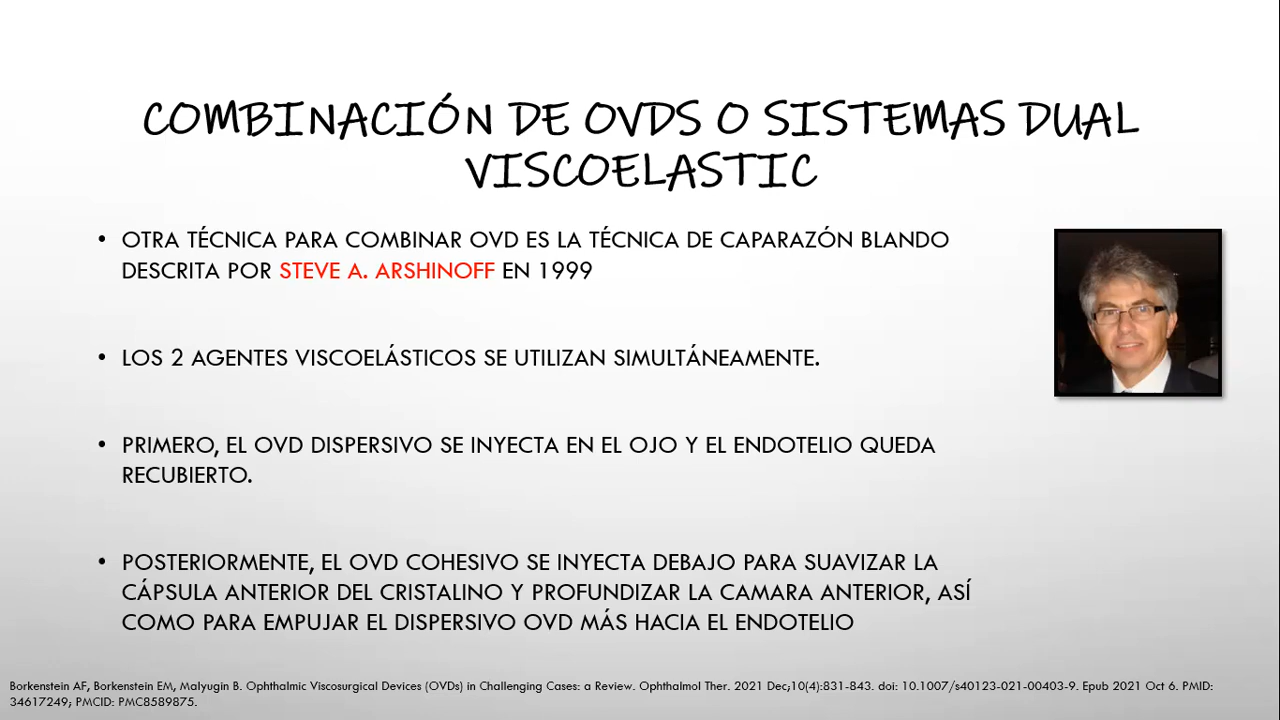 COMBINACIÓN DE OVDS O SISTEMAS DUAL
VISCOELASTIC
• OTRA TÉCNICA PARA COMBINAR OVD ES LA TÉCNICA DE CAPARAZÓN BLANDO
DESCRITA POR STEVE A. ARSHINOFF EN 1999
• LOS 2 AGENTES VISCOELÁSTICOS SE UTILIZAN SIMULTÁNEAMENTE.
• PRIMERO, EL OVD DISPERSIVO SE INYECTA EN EL OJO Y EL ENDOTELIO QUEDA
RECUBIERTO.
• POSTERIORMENTE, EL OVD COHESIVO SE INYECTA DEBAJO PARA SUAVIZAR LA
CÁPSULA ANTERIOR DEL CRISTALINO Y PROFUNDIZAR LA CAMARA ANTERIOR, ASÍ
COMO PARA EMPUJAR EL DISPERSIVO OVD MÁS HACIA EL ENDOTELIO
Borkenstein AF, Borkenstein EM, Malyugin B. Ophthalmic Viscosurgical Devices (OVDs) in Challenging Cases: a Review. Ophthalmol Ther. 2021 Dec;10(4):831-843. doi: 10.1007/s40123-021-00403-9. Epub 2021 Oct 6. PMID:
34617249; PMCID: PMC8589875.